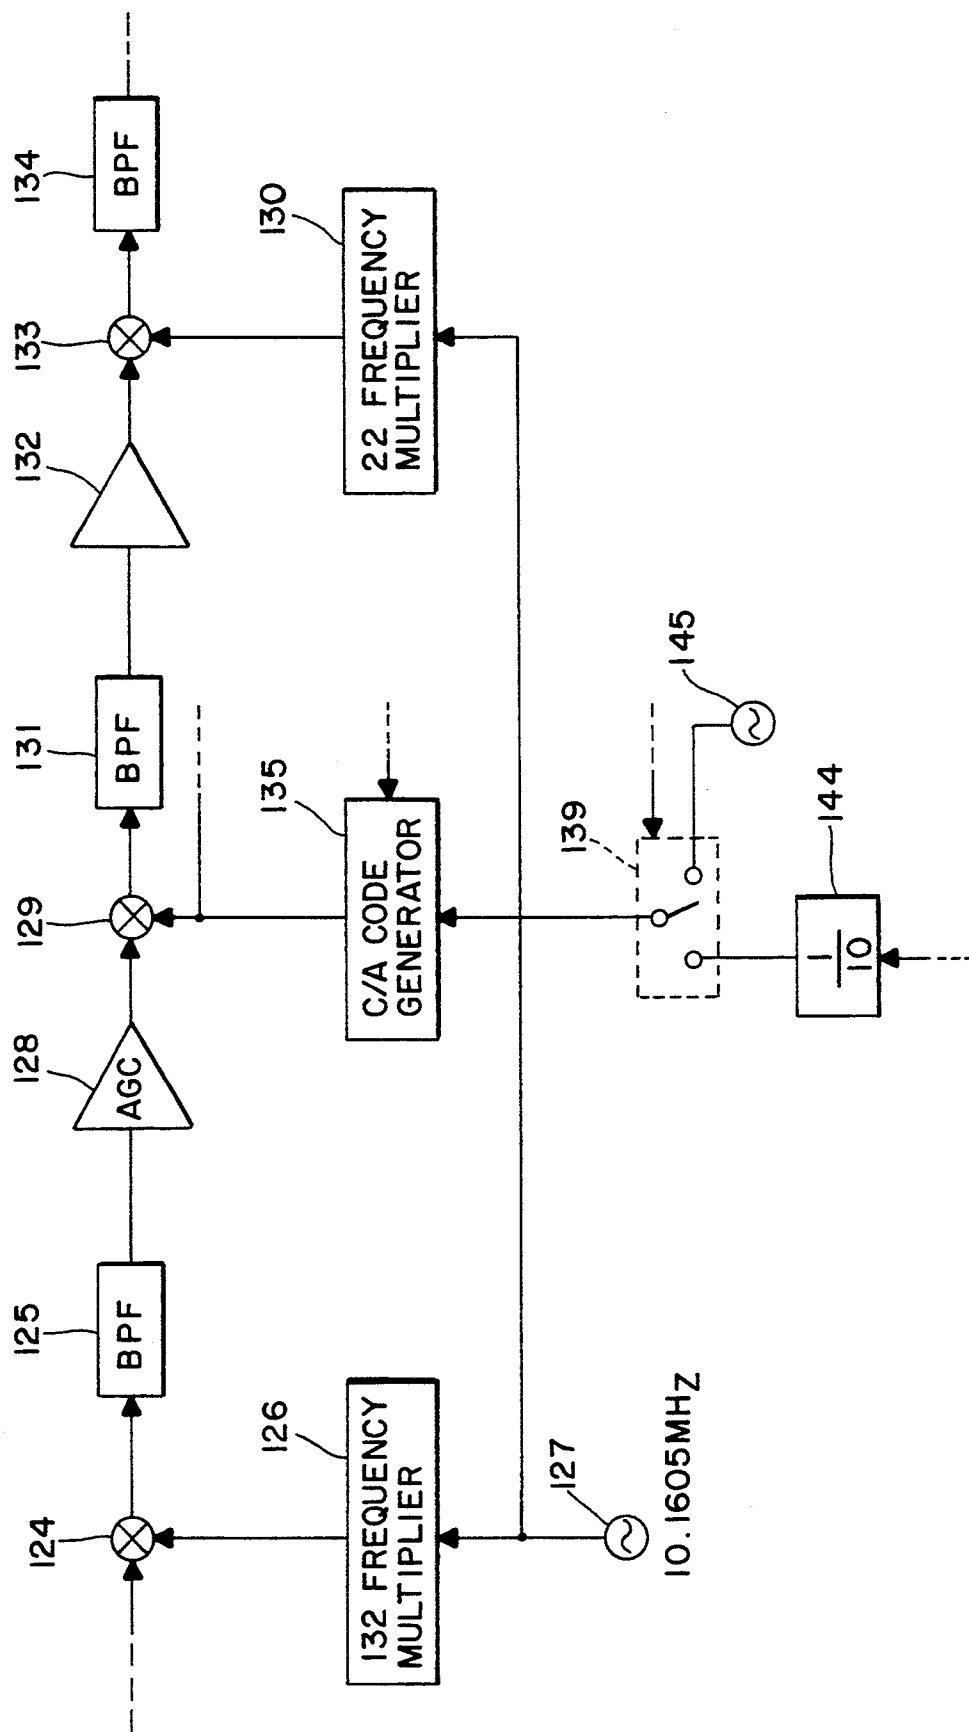 124
125
BPF
128
AGC
129
131
BPF
132
133
134
BPF
126
132 FREQUENCY
MULTIPLIER
135
C/A CODE
GENERATOR
130
22 FREQUENCY
MULTIPLIER
127
10.1605MHZ
139
145
144
1
10